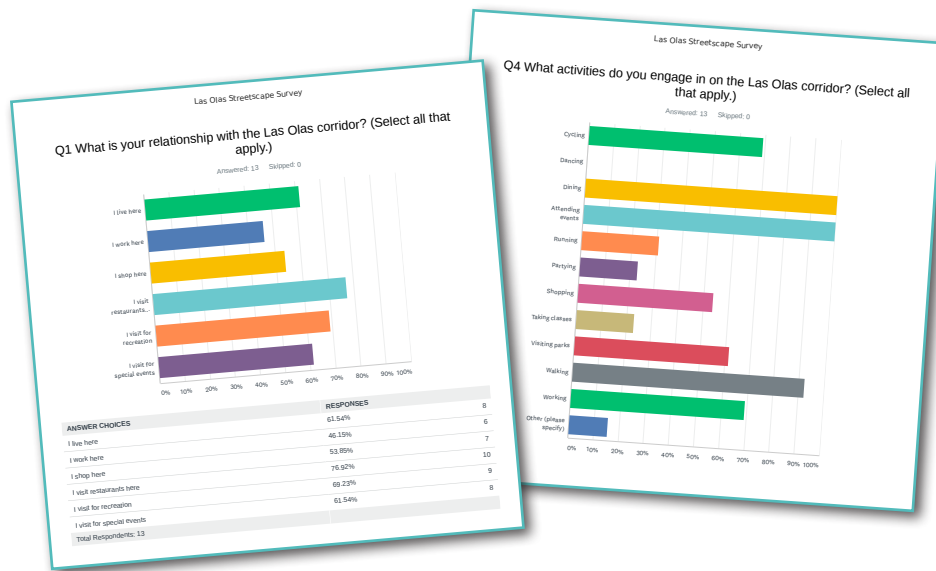 Las Olas Streetscape Survey
Q1 What is your relationship with the Las Olas corridor? (Select all that
apply.)
Answered: 13 Skipped: 0
I live here
I work here
I shop here
I visit
restaurants...
I visit for
recreation
I visit for
special events
0% 10% 20% 30% 40% 50% 60% 70% 80% 90% 100%
ANSWER CHOICES RESPONSES
I live here 61.54% 8
I work here 46.15% 6
I shop here 53.85% 7
I visit restaurants here 76.92% 10
I visit for recreation 69.23% 9
I visit for special events 61.54% 8
Total Respondents: 13
Las Olas Streetscape Survey
Q4 What activities do you engage in on the Las Olas corridor? (Select all
that apply.)
Answered: 13 Skipped: 0
Cycling
Dancing
Dining
Attending
events
Running
Partying
Shopping
Taking classes
Visiting parks
Walking
Working
Other (please
specify)
0% 10% 20% 30% 40% 50% 60% 70% 80% 90% 100%